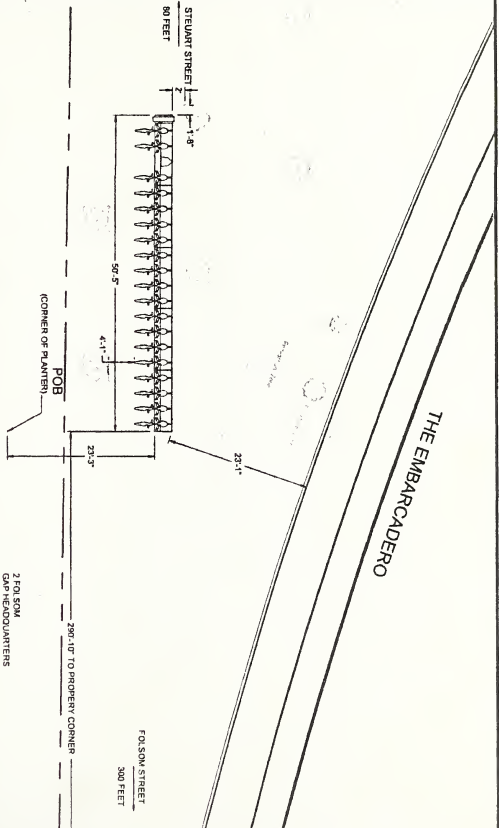 STEUART STREET
80 FEET
2'
1'-8"
50'-5"
4'-1"
23'-1"
THE EMBARCADERO
POB
(CORNER OF PLANTER)
23'-3"
290'-10" TO PROPERY CORNER
FOLSOM STREET
300 FEET
2 FOLSOM
GAP HEADQUARTERS